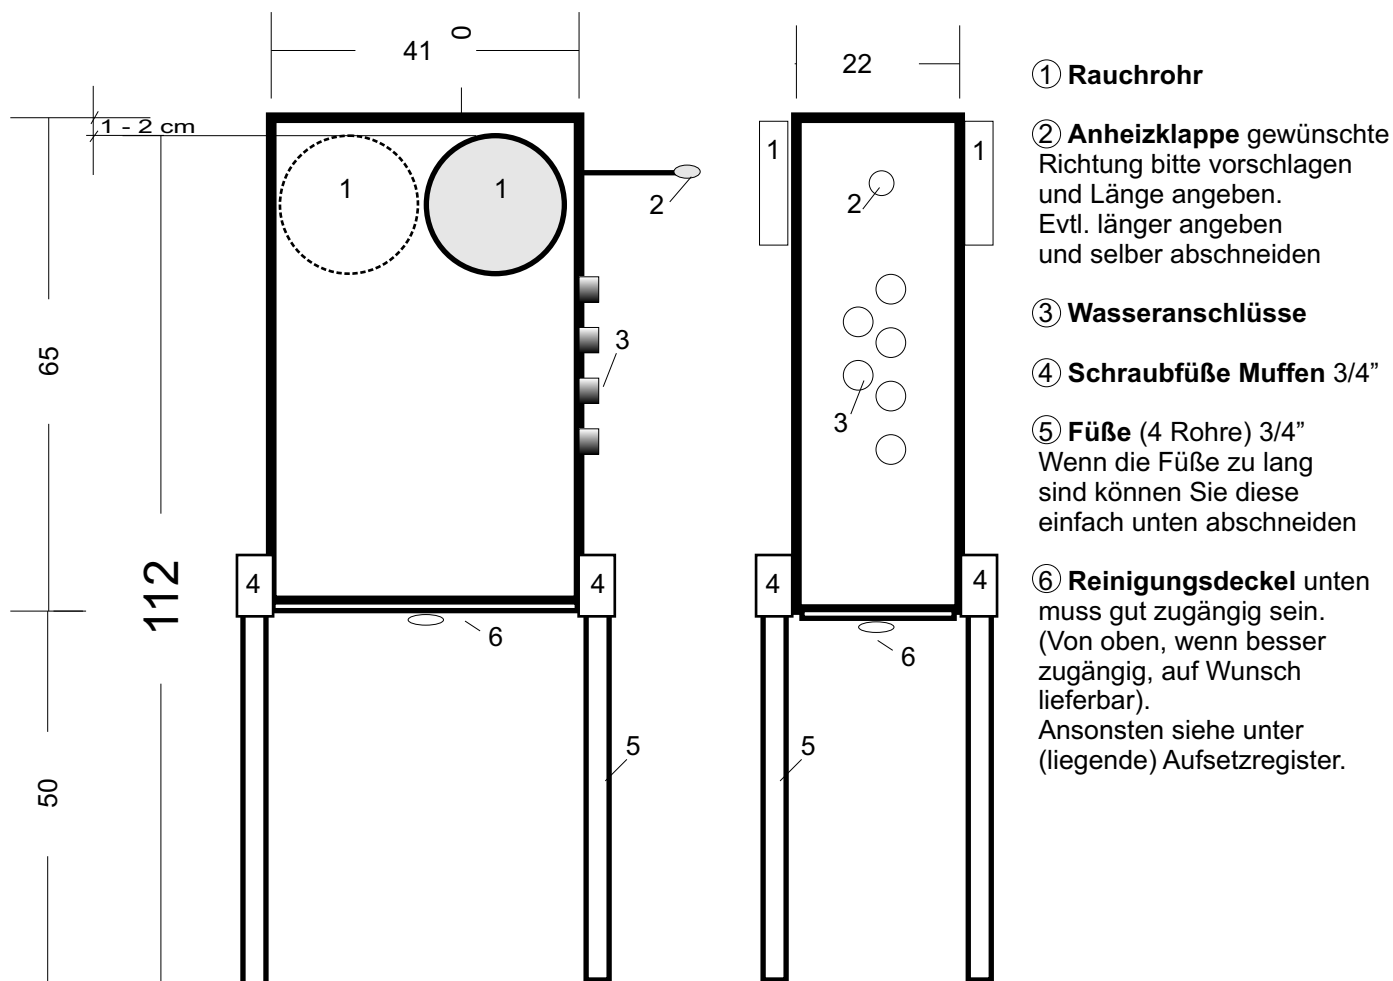 41
0
22
1 - 2 cm
1
1
2
3
65
112
50
4
4
6
5
1
1
2
3
4
4
6
5
① Rauchrohr
② Anheizklappe gewünschte
Richtung bitte vorschlagen
und Länge angeben.
Evtl. länger angeben
und selber abschneiden
③ Wasseranschlüsse
④ Schraubfüße Muffen 3/4”
⑤ Füße (4 Rohre) 3/4”
Wenn die Füße zu lang
sind können Sie diese
einfach unten abschneiden
⑥ Reinigungsdeckel unten
muss gut zugängig sein.
(Von oben, wenn besser
zugängig, auf Wunsch
lieferbar).
Ansonsten siehe unter
(liegende) Aufsetzregister.